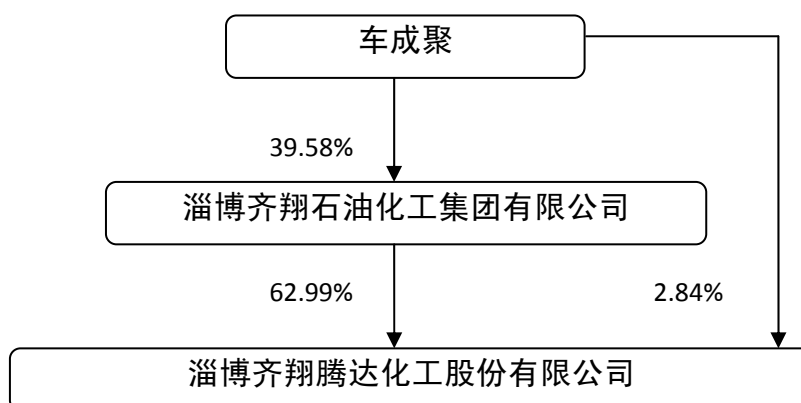 车成聚
39.58%
淄博齐翔石油化工集团有限公司
62.99%
2.84%
淄博齐翔腾达化工股份有限公司